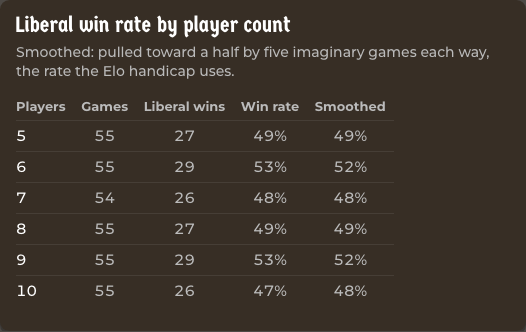 Liberal win rate by player count
Smoothed: pulled toward a half by five imaginary games each way,
the rate the Elo handicap uses.
Players Games Liberal wins Win rate Smoothed
5 55 27 49% 49%
6 55 29 53% 52%
7 54 26 48% 48%
8 55 27 49% 49%
9 55 29 53% 52%
10 55 26 47% 48%